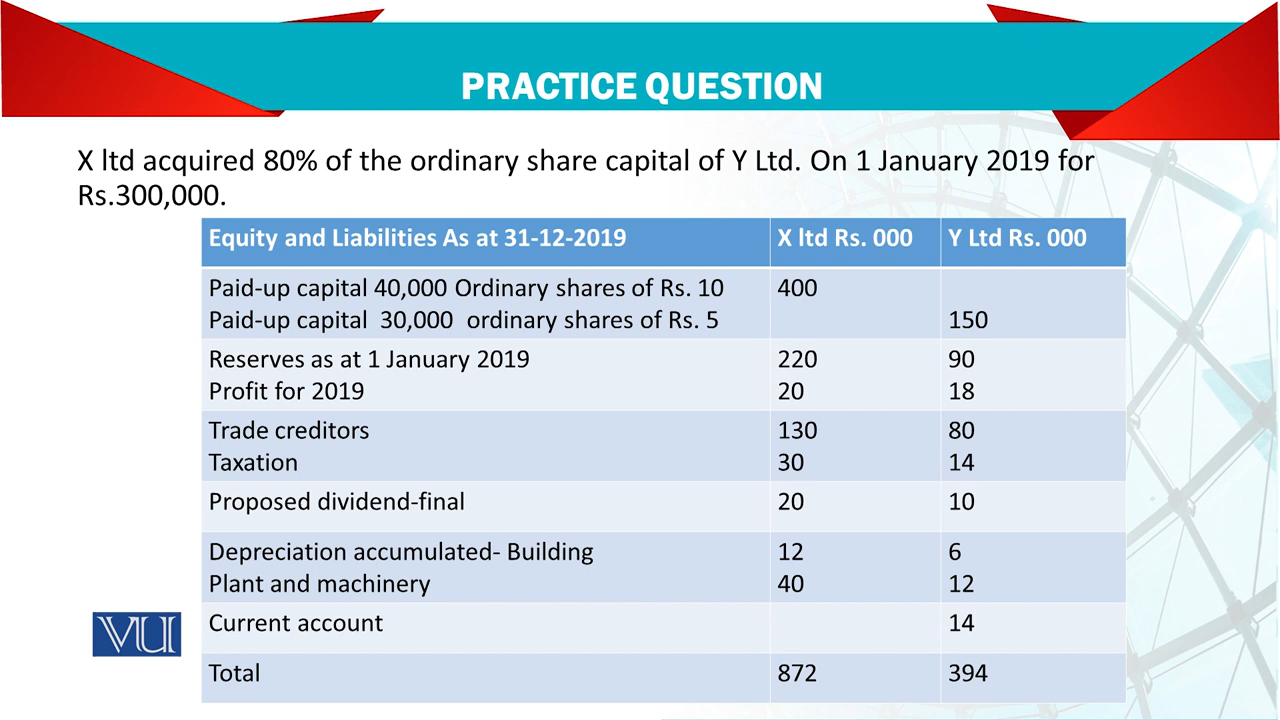 PRACTICE QUESTION
X ltd acquired 80% of the ordinary share capital of Y Ltd. On 1 January 2019 for
Rs.300,000.
Equity and Liabilities As at 31-12-2019 X ltd Rs. 000 Y Ltd Rs. 000
Paid-up capital 40,000 Ordinary shares of Rs. 10 400
Paid-up capital 30,000 ordinary shares of Rs. 5 150
Reserves as at 1 January 2019 220 90
Profit for 2019 20 18
Trade creditors 130 80
Taxation 30 14
Proposed dividend-final 20 10
Depreciation accumulated- Building 12 6
Plant and machinery 40 12
VU
Current account 14
Total 872 394